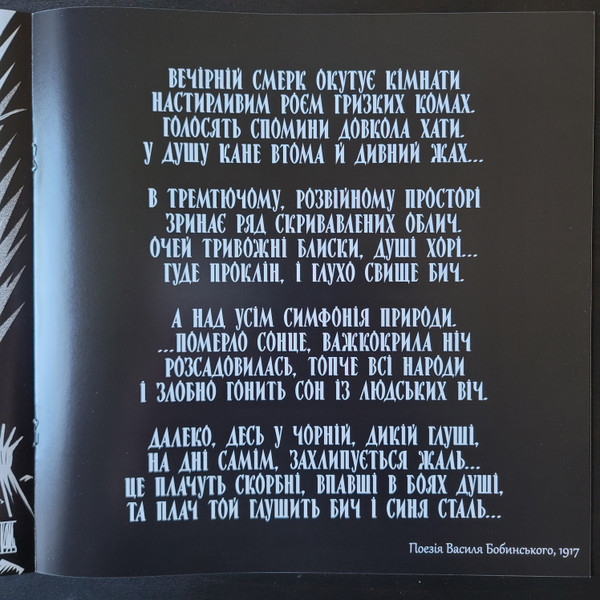 ВЕЧІРНІЙ СМЕРК ОКУТУЄ КІМНАТИ
НАСТИРЛИВИМ РОЄМ ГРИЗКИХ КОМАХ.
ГОЛОСЯТЬ СПОМИНИ ДОВКОЛА ХАТИ.
У ДУШУ КАНЕ ВТОМА Й ДИВНИЙ ЖАХ...
В ТРЕМТЮЧОМУ, РОЗВІЙНОМУ ПРОСТОРІ
ЗРИНАЄ РЯД СКРИВАВЛЕНИХ ОБЛИЧ.
ОЧЕЙ ТРИВОЖНІ БЛИСКИ, ДУШІ ХОРІ...
ГУДЕ ПРОКЛІН, І ГЛУХО СВИЩЕ БИЧ.
А НАД УСІМ СИМФОНІЯ ПРИРОДИ.
...ПОМЕРЛО СОНЦЕ, ВАЖКОКРИЛА НІЧ
РОЗСАДОВИЛАСЬ, ТОПЧЕ ВСІ НАРОДИ
І ЗЛОБНО ГОНИТЬ СОН ІЗ ЛЮДСЬКИХ ВІЧ.
ДАЛЕКО, ДЕСЬ У ЧОРНІЙ, ДИКІЙ ГЛУШІ,
НА ДНІ САМІМ, ЗАХЛИПУЄТЬСЯ ЖАЛЬ...
ЦЕ ПЛАЧУТЬ СКОРБНІ, ВПАВШІ В БОЯХ ДУШІ,
ТА ПЛАЧ ТОЙ ГЛУШИТЬ БИЧ І СИНЯ СТАЛЬ...
Поезія Василя Бобинського, 1917